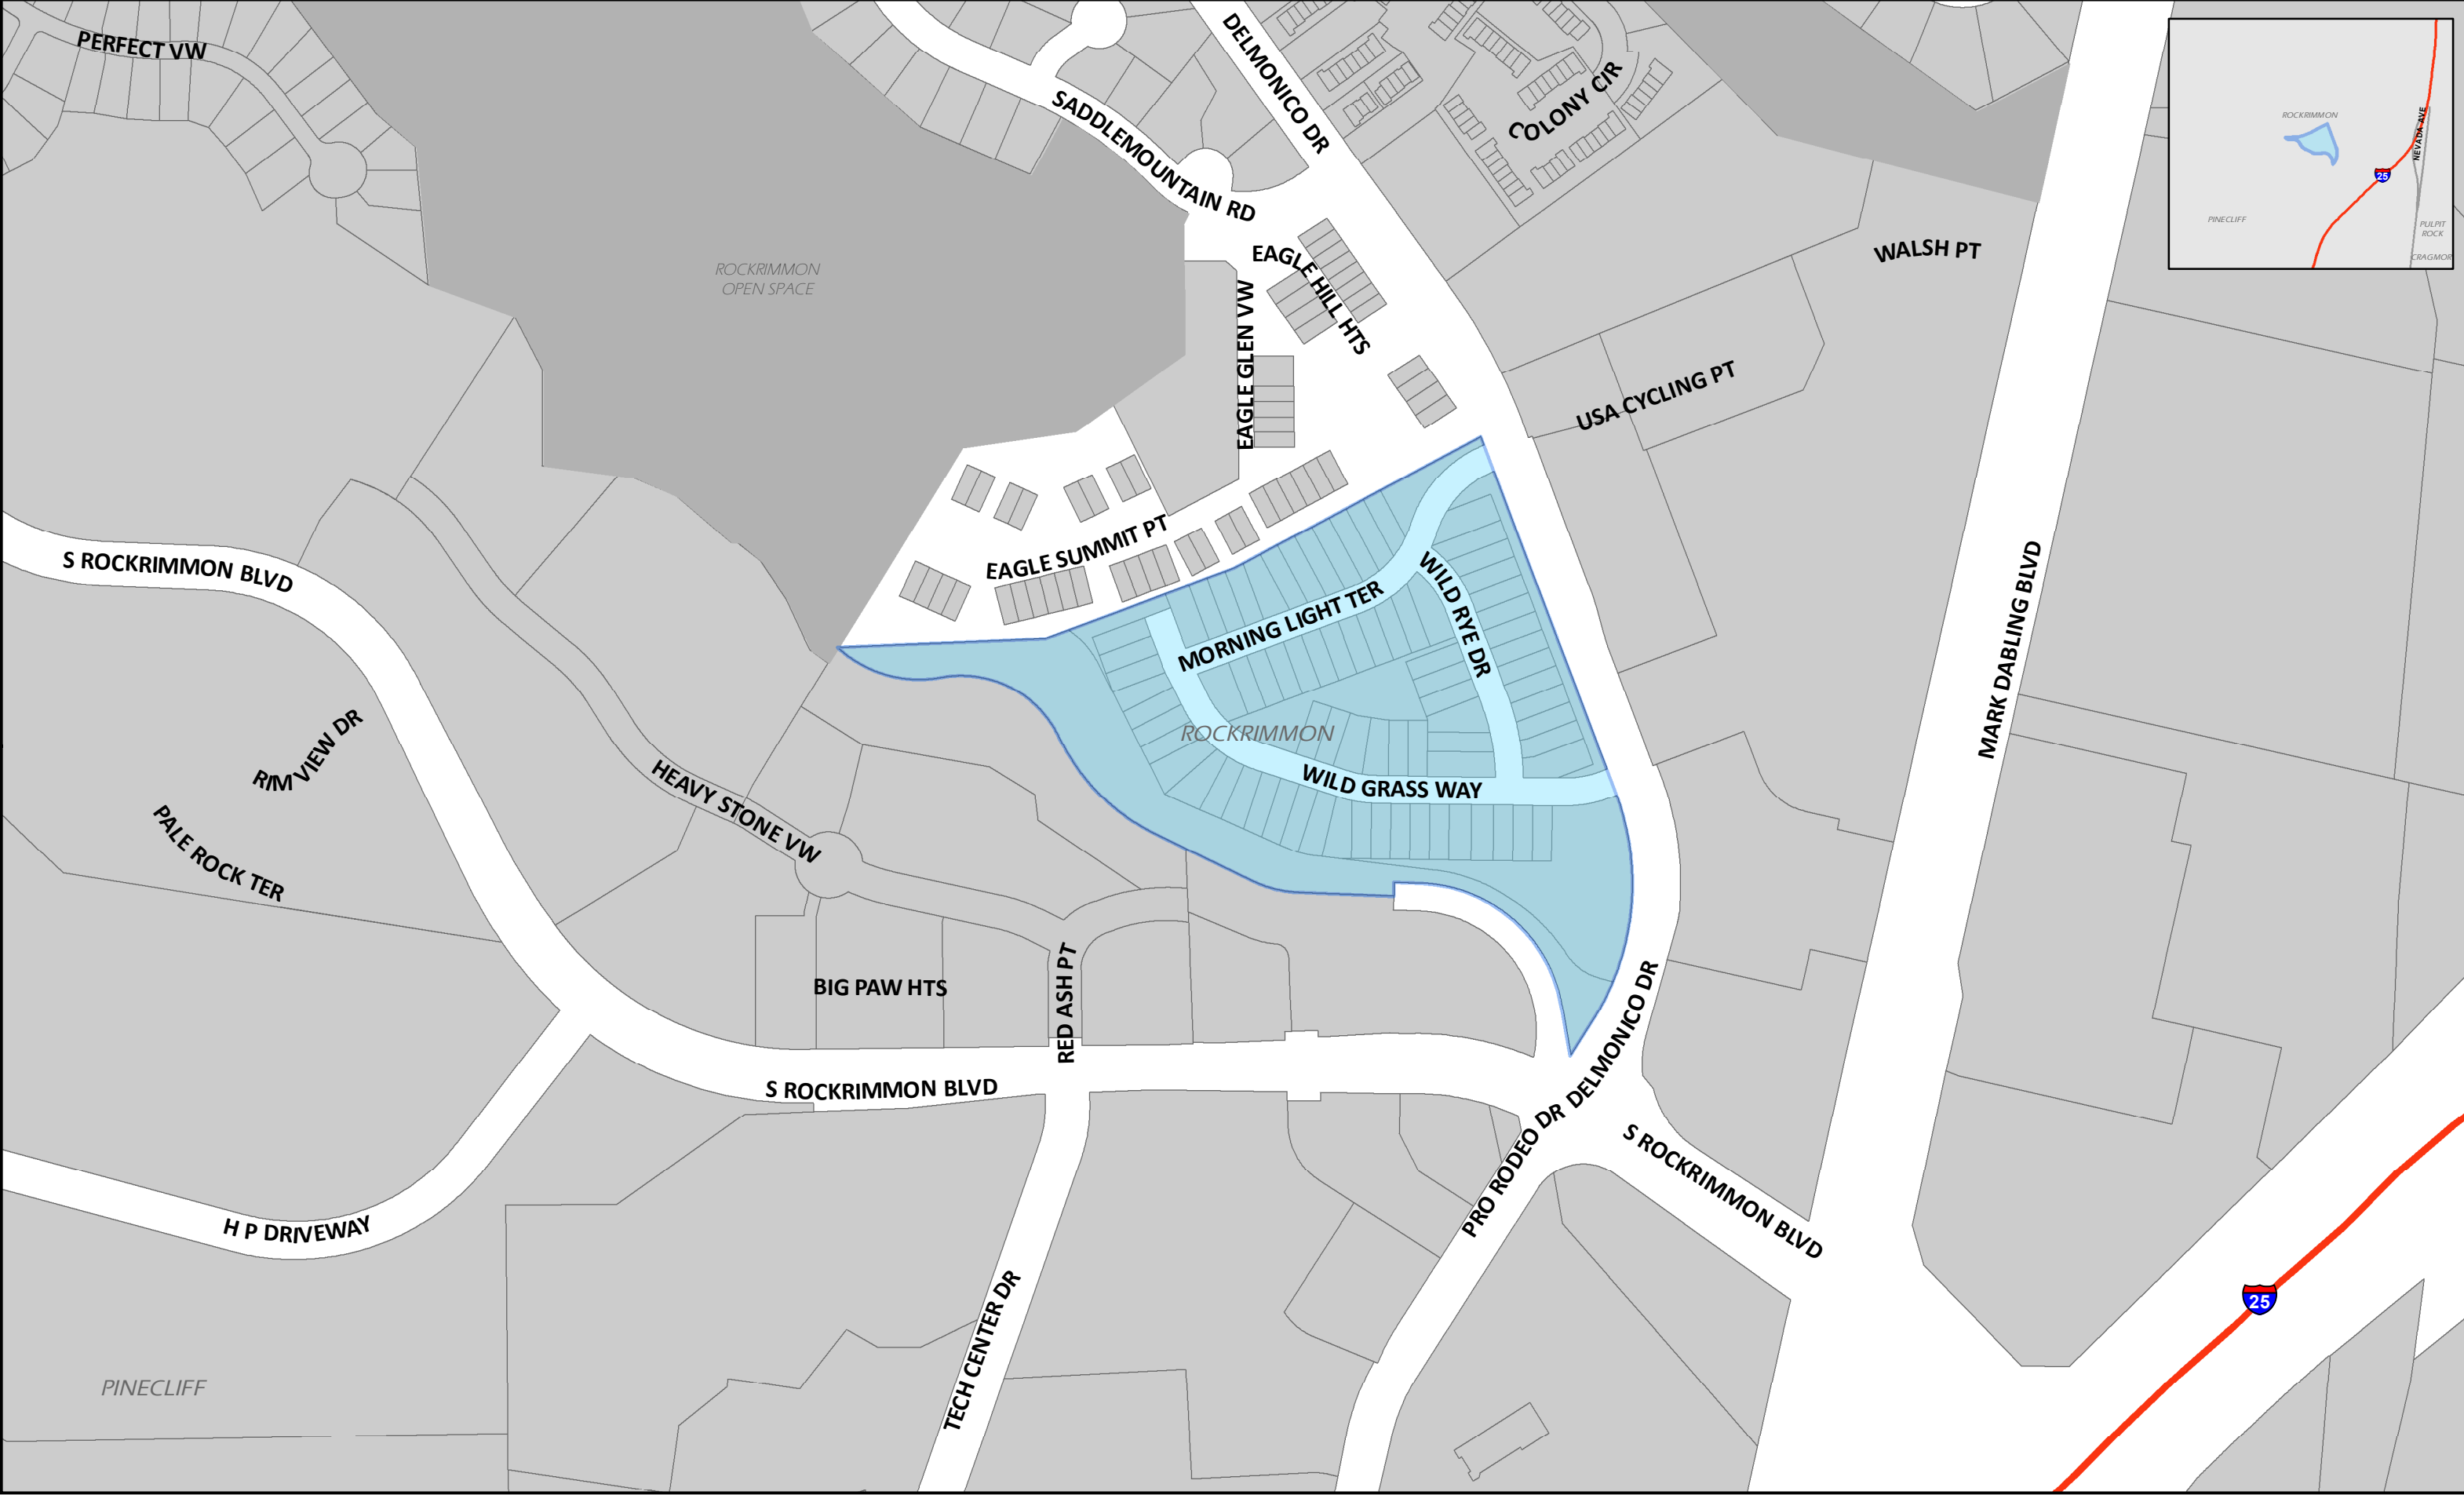 PERFECT VW
DELMONICO DR
SADDLEMOUNTAIN RD
COLONY CIR
ROCKRIMMON
OPEN SPACE
EAGLE HILL HTS
EAGLE GLEN VW
WALSH PT
USA CYCLING PT
ROCKRIMMON
NEVADA AVE
25
PINECLIFF
PULPIT
ROCK
CRAGMOR
S ROCKRIMMON BLVD
EAGLE SUMMIT PT
MORNING LIGHT TER
WILD RYE DR
MARK DABLING BLVD
RIM VIEW DR
ROCKRIMMON
WILD GRASS WAY
HEAVY STONE VW
PALE ROCK TER
BIG PAW HTS
RED ASH PT
DELMONICO DR
S ROCKRIMMON BLVD
PRO RODEO DR
S ROCKRIMMON BLVD
H P DRIVEWAY
TECH CENTER DR
25
PINECLIFF